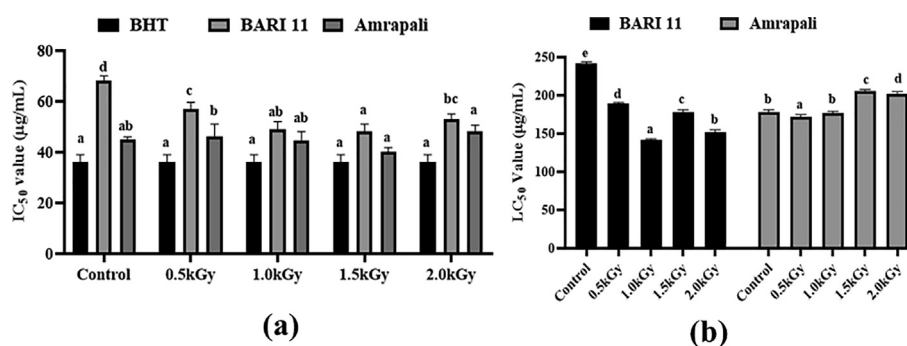 BHT BARI 11 Amrapali
IC50 value (µg/mL)
80
60
40
20
0
a d ab
a c b
a ab ab
a a a
a bc a
Control 0.5kGy 1.0kGy 1.5kGy 2.0kGy
(a)
BARI 11 Amrapali
LC50 Value (µg/mL)
250
200
150
100
50
0
e d a c b b a b c d
Control 0.5kGy 1.0kGy 1.5kGy 2.0kGy Control 0.5kGy 1.0kGy 1.5kGy 2.0kGy
(b)